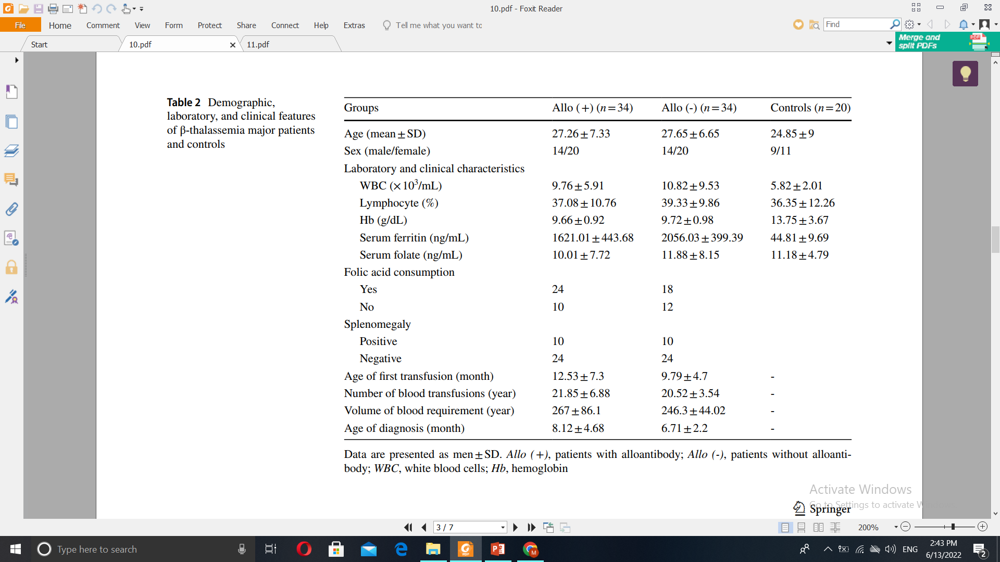 10.pdf - Foxit Reader
File Home Comment View Form Protect Share Connect Help Extras Tell me what you want to Find
Start 10.pdf 11.pdf
Merge and
split PDFs
PDF
Table 2 Demographic,
laboratory, and clinical features
of β-thalassemia major patients
and controls
Groups Allo (+) (n=34) Allo (-) (n=34) Controls (n=20)
Age (mean±SD) 27.26±7.33 27.65±6.65 24.85±9
Sex (male/female) 14/20 14/20 9/11
Laboratory and clinical characteristics
WBC (×10³/mL) 9.76±5.91 10.82±9.53 5.82±2.01
Lymphocyte (%) 37.08±10.76 39.33±9.86 36.35±12.26
Hb (g/dL) 9.66±0.92 9.72±0.98 13.75±3.67
Serum ferritin (ng/mL) 1621.01±443.68 2056.03±399.39 44.81±9.69
Serum folate (ng/mL) 10.01±7.72 11.88±8.15 11.18±4.79
Folic acid consumption
Yes 24 18
No 10 12
Splenomegaly
Positive 10 10
Negative 24 24
Age of first transfusion (month) 12.53±7.3 9.79±4.7 -
Number of blood transfusions (year) 21.85±6.88 20.52±3.54 -
Volume of blood requirement (year) 267±86.1 246.3±44.02 -
Age of diagnosis (month) 8.12±4.68 6.71±2.2 -
Data are presented as men±SD. Allo (+), patients with alloantibody; Allo (-), patients without alloanti-
body; WBC, white blood cells; Hb, hemoglobin
Activate Windows
Go to Settings to activate
Springer
3 / 7 200%
Type here to search ENG 2:43 PM
6/13/2022 2